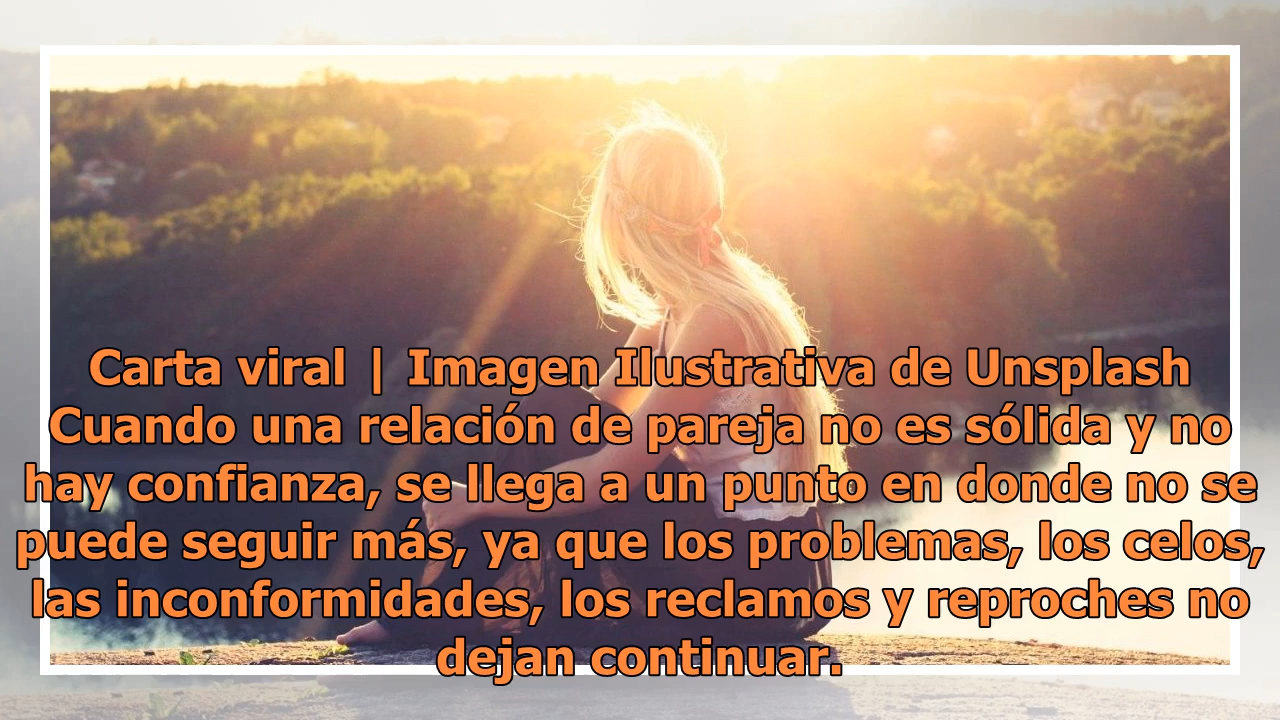 Carta viral | Imagen Ilustrativa de Unsplash
Cuando una relación de pareja no es sólida y no
hay confianza, se llega a un punto en donde no se
puede seguir más, ya que los problemas, los celos,
las inconformidades, los reclamos y reproches no
dejan continuar.